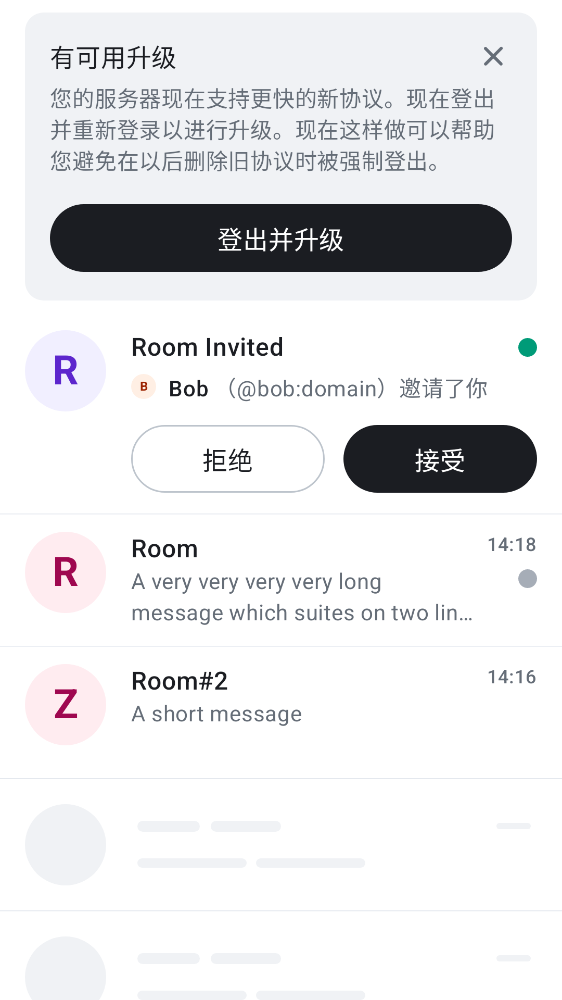 有可用升级
您的服务器现在支持更快的新协议。现在登出
并重新登录以进行升级。现在这样做可以帮助
您避免在以后删除旧协议时被强制登出。
登出并升级
R
Room Invited
B Bob （@bob:domain）邀请了你
拒绝
接受
R
Room
14:18
A very very very very long
message which suites on two lin…
Z
Room#2
14:16
A short message